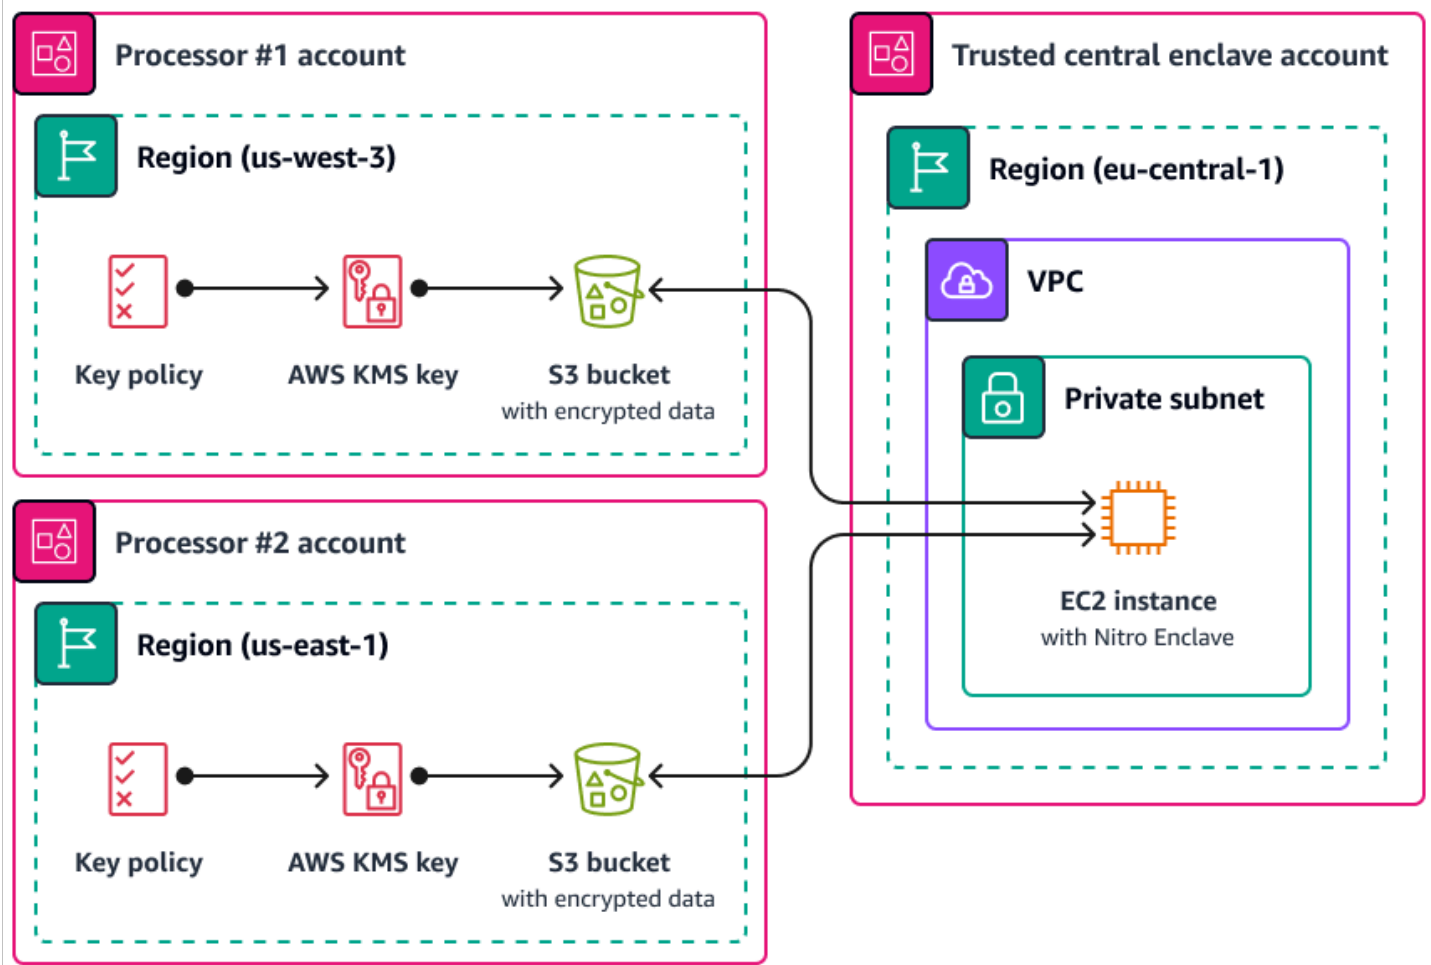 Processor #1 account
Region (us-west-3)
Key policy
AWS KMS key
S3 bucket
with encrypted data
Processor #2 account
Region (us-east-1)
Key policy
AWS KMS key
S3 bucket
with encrypted data
Trusted central enclave account
Region (eu-central-1)
VPC
Private subnet
EC2 instance
with Nitro Enclave